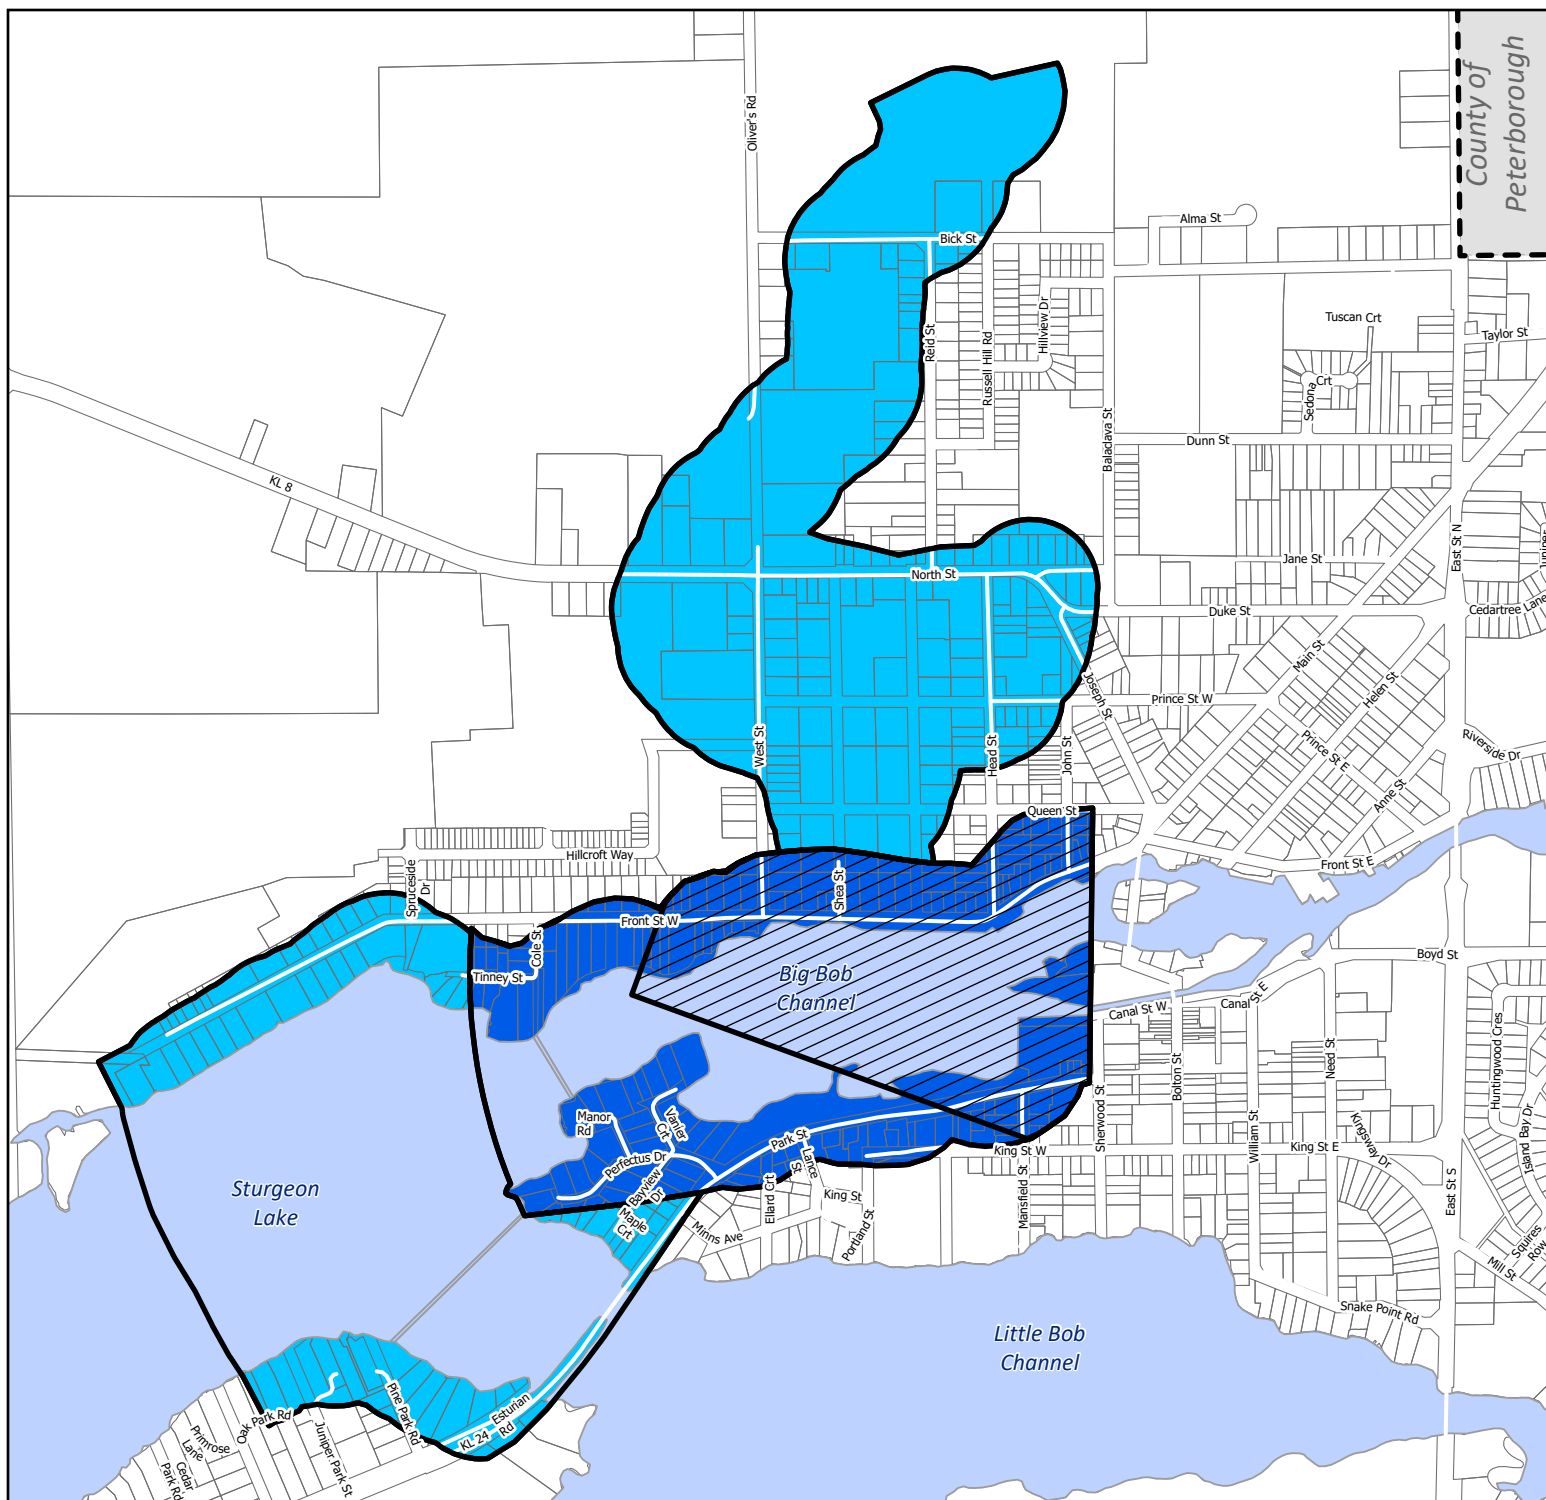 County of
Peterborough
Oliver's Rd
Alma St
Bick St
Reid St
Russell Hill Rd
Hillview Dr
Tuscan Crt
Taylor St
Sedona
Crt
Balaclava St
Dunn St
KL 8
East St N
Jane St
North St
Duke St
Cedartree Lane
Main St
Joseph St
Helen St
Prince St W
West St
Head St
John St
Prince St E
Riverside Dr
Anne St
Queen St
Hillcroft Way
Front St E
Spruceside
Dr
Shea St
Front St W
Cole St
Tinney St
Boyd St
Big Bob
Channel
Canal St W
Canal St E
Huntingwood Cres
Need St
Bolton St
Manor
Rd
Vanier
Crt
Sherwood St
William St
Island Bay Dr
Park St
Kingsway Dr
King St W
King St E
Perfectus Dr
Lance
St
Bayview
Dr
Sturgeon
Lake
Ellard Crt
King St
Mansfield St
East St S
Maple
Crt
Minns Ave
Portland St
Squires
Row
Mill St
Snake Point Rd
Little Bob
Channel
Pine Park Rd
Esturian
Rd
KL 24
Oak Park Rd
Primrose
Lane
Juniper Park St
Cedar
Park Rd